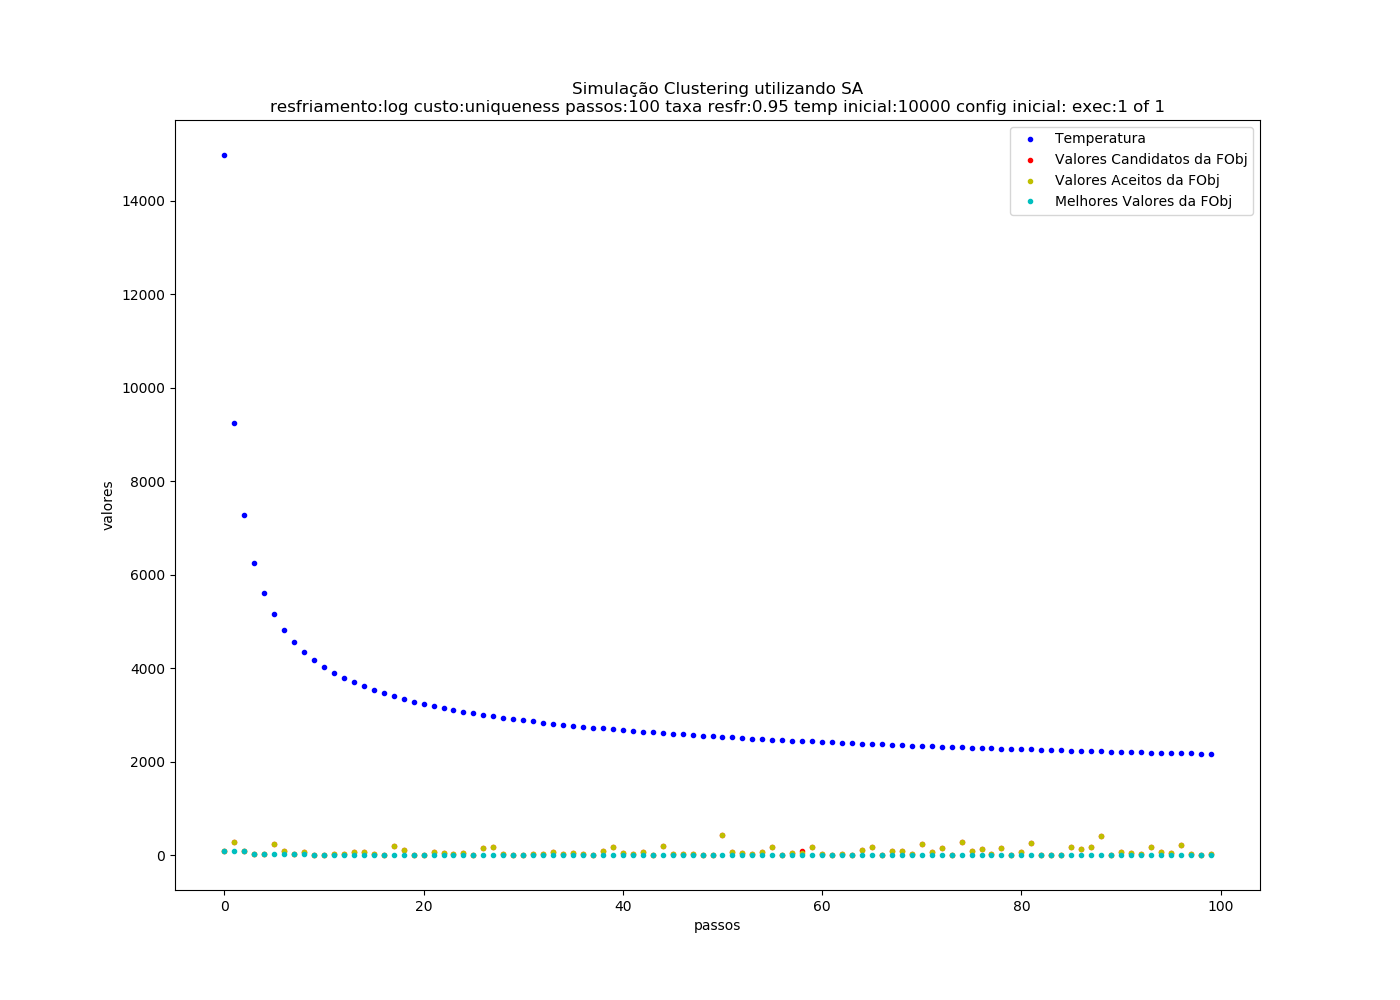 Simulação Clustering utilizando SA
resfriamento:log custo:uniqueness passos:100 taxa resfr:0.95 temp inicial:10000 config inicial: exec:1 of 1
Temperatura
Valores Candidatos da FObj
Valores Aceitos da FObj
Melhores Valores da FObj
14000
12000
10000
8000
6000
4000
2000
0
valores
0 20 40 60 80 100
passos